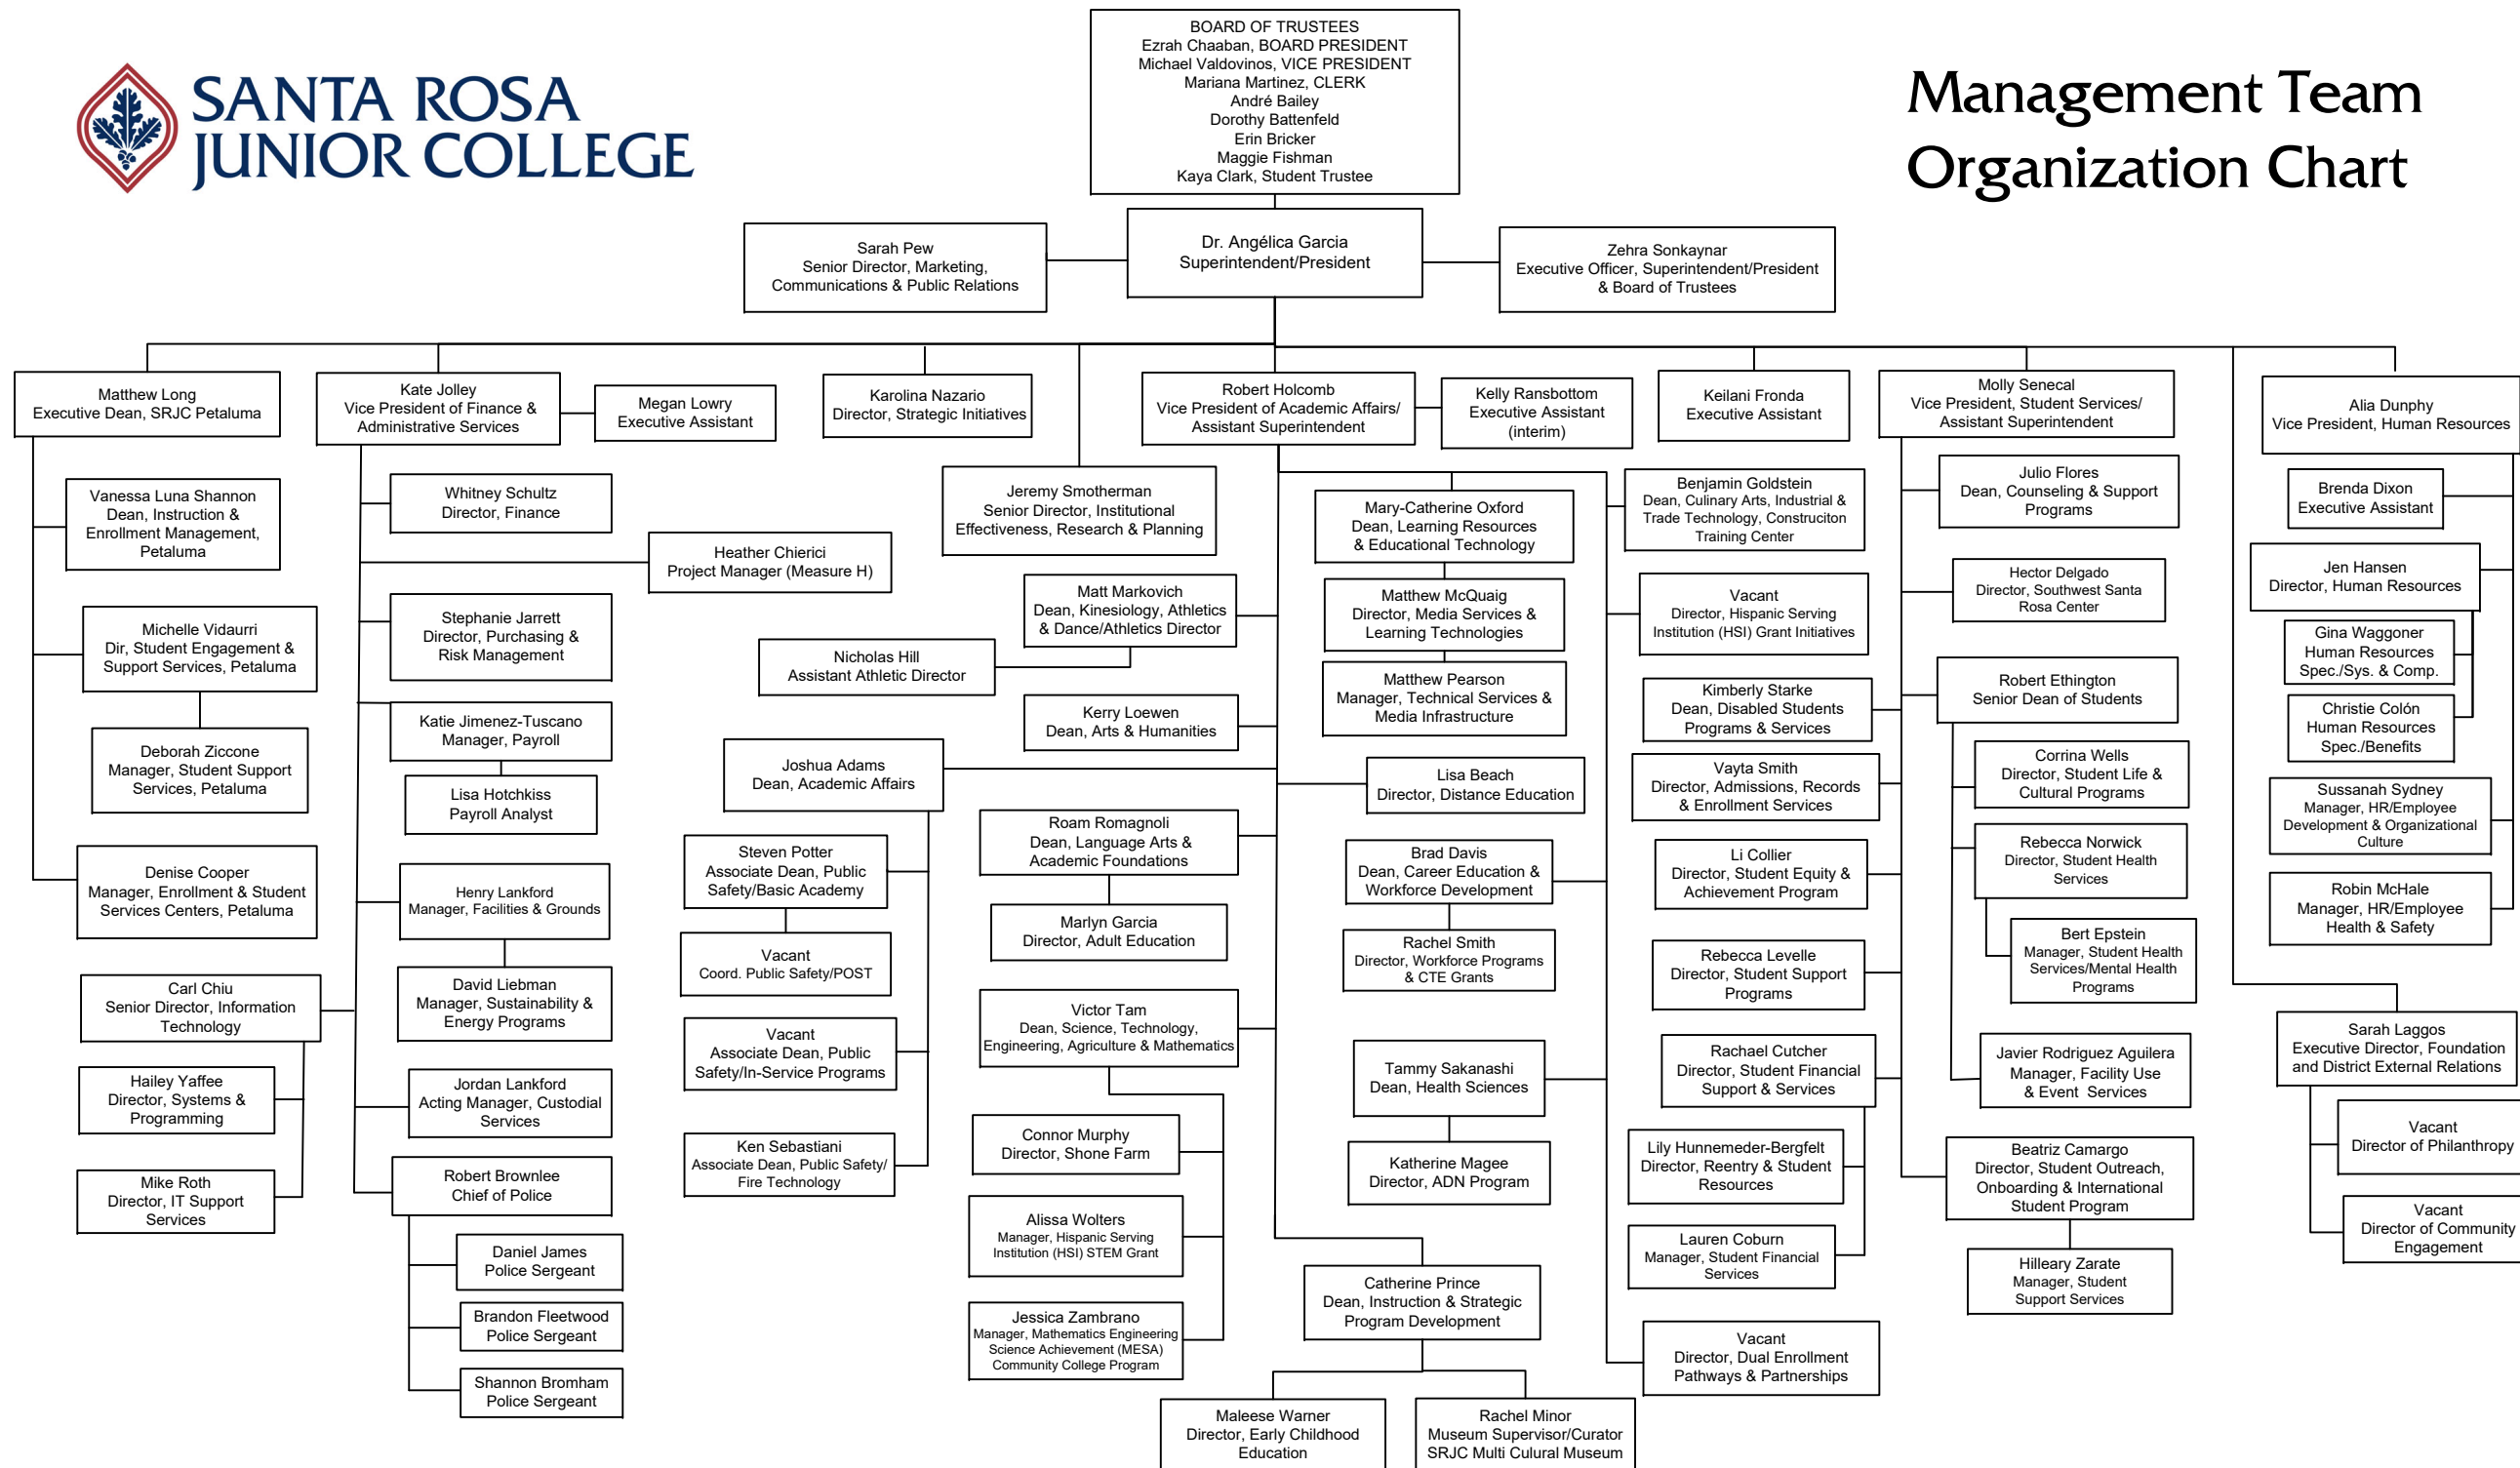 SANTA ROSA
JUNIOR COLLEGE
Management Team
Organization Chart
BOARD OF TRUSTEES
Ezrah Chaaban, BOARD PRESIDENT
Michael Valdovinos, VICE PRESIDENT
Mariana Martinez, CLERK
André Bailey
Dorothy Battenfeld
Erin Bricker
Maggie Fishman
Kaya Clark, Student Trustee
Sarah Pew
Senior Director, Marketing,
Communications & Public Relations
Dr. Angélica Garcia
Superintendent/President
Zehra Sonkaynar
Executive Officer, Superintendent/President
& Board of Trustees
Matthew Long
Executive Dean, SRJC Petaluma
Kate Jolley
Vice President of Finance &
Administrative Services
Megan Lowry
Executive Assistant
Karolina Nazario
Director, Strategic Initiatives
Robert Holcomb
Vice President of Academic Affairs/
Assistant Superintendent
Kelly Ransbottom
Executive Assistant
(interim)
Keilani Fronda
Executive Assistant
Molly Senecal
Vice President, Student Services/
Assistant Superintendent
Alia Dunphy
Vice President, Human Resources
Vanessa Luna Shannon
Dean, Instruction &
Enrollment Management,
Petaluma
Michelle Vidaurri
Dir, Student Engagement &
Support Services, Petaluma
Deborah Ziccone
Manager, Student Support
Services, Petaluma
Denise Cooper
Manager, Enrollment & Student
Services Centers, Petaluma
Carl Chiu
Senior Director, Information
Technology
Hailey Yaffee
Director, Systems &
Programming
Mike Roth
Director, IT Support
Services
Whitney Schultz
Director, Finance
Heather Chierici
Project Manager (Measure H)
Stephanie Jarrett
Director, Purchasing &
Risk Management
Katie Jimenez-Tuscano
Manager, Payroll
Lisa Hotchkiss
Payroll Analyst
Henry Lankford
Manager, Facilities & Grounds
David Liebman
Manager, Sustainability &
Energy Programs
Jordan Lankford
Acting Manager, Custodial
Services
Robert Brownlee
Chief of Police
Daniel James
Police Sergeant
Brandon Fleetwood
Police Sergeant
Shannon Bromham
Police Sergeant
Jeremy Smotherman
Senior Director, Institutional
Effectiveness, Research & Planning
Matt Markovich
Dean, Kinesiology, Athletics
& Dance/Athletics Director
Nicholas Hill
Assistant Athletic Director
Kerry Loewen
Dean, Arts & Humanities
Joshua Adams
Dean, Academic Affairs
Steven Potter
Associate Dean, Public
Safety/Basic Academy
Vacant
Coord. Public Safety/POST
Vacant
Associate Dean, Public
Safety/In-Service Programs
Ken Sebastiani
Associate Dean, Public Safety/
Fire Technology
Roam Romagnoli
Dean, Language Arts &
Academic Foundations
Marlyn Garcia
Director, Adult Education
Victor Tam
Dean, Science, Technology,
Engineering, Agriculture & Mathematics
Connor Murphy
Director, Shone Farm
Alissa Wolters
Manager, Hispanic Serving
Institution (HSI) STEM Grant
Jessica Zambrano
Manager, Mathematics Engineering
Science Achievement (MESA)
Community College Program
Mary-Catherine Oxford
Dean, Learning Resources
& Educational Technology
Matthew McQuaig
Director, Media Services &
Learning Technologies
Matthew Pearson
Manager, Technical Services &
Media Infrastructure
Lisa Beach
Director, Distance Education
Brad Davis
Dean, Career Education &
Workforce Development
Rachel Smith
Director, Workforce Programs
& CTE Grants
Tammy Sakanashi
Dean, Health Sciences
Katherine Magee
Director, ADN Program
Catherine Prince
Dean, Instruction & Strategic
Program Development
Maleese Warner
Director, Early Childhood
Education
Rachel Minor
Museum Supervisor/Curator
SRJC Multi Culural Museum
Benjamin Goldstein
Dean, Culinary Arts, Industrial &
Trade Technology, Construciton
Training Center
Vacant
Director, Hispanic Serving
Institution (HSI) Grant Initiatives
Kimberly Starke
Dean, Disabled Students
Programs & Services
Vayta Smith
Director, Admissions, Records
& Enrollment Services
Li Collier
Director, Student Equity &
Achievement Program
Rebecca Levelle
Director, Student Support
Programs
Rachael Cutcher
Director, Student Financial
Support & Services
Lily Hunnemeder-Bergfelt
Director, Reentry & Student
Resources
Lauren Coburn
Manager, Student Financial
Services
Vacant
Director, Dual Enrollment
Pathways & Partnerships
Julio Flores
Dean, Counseling & Support
Programs
Hector Delgado
Director, Southwest Santa
Rosa Center
Robert Ethington
Senior Dean of Students
Corrina Wells
Director, Student Life &
Cultural Programs
Rebecca Norwick
Director, Student Health
Services
Bert Epstein
Manager, Student Health
Services/Mental Health
Programs
Javier Rodriguez Aguilera
Manager, Facility Use
& Event Services
Beatriz Camargo
Director, Student Outreach,
Onboarding & International
Student Program
Hilleary Zarate
Manager, Student
Support Services
Brenda Dixon
Executive Assistant
Jen Hansen
Director, Human Resources
Gina Waggoner
Human Resources
Spec./Sys. & Comp.
Christie Colón
Human Resources
Spec./Benefits
Sussanah Sydney
Manager, HR/Employee
Development & Organizational
Culture
Robin McHale
Manager, HR/Employee
Health & Safety
Sarah Laggos
Executive Director, Foundation
and District External Relations
Vacant
Director of Philanthropy
Vacant
Director of Community
Engagement